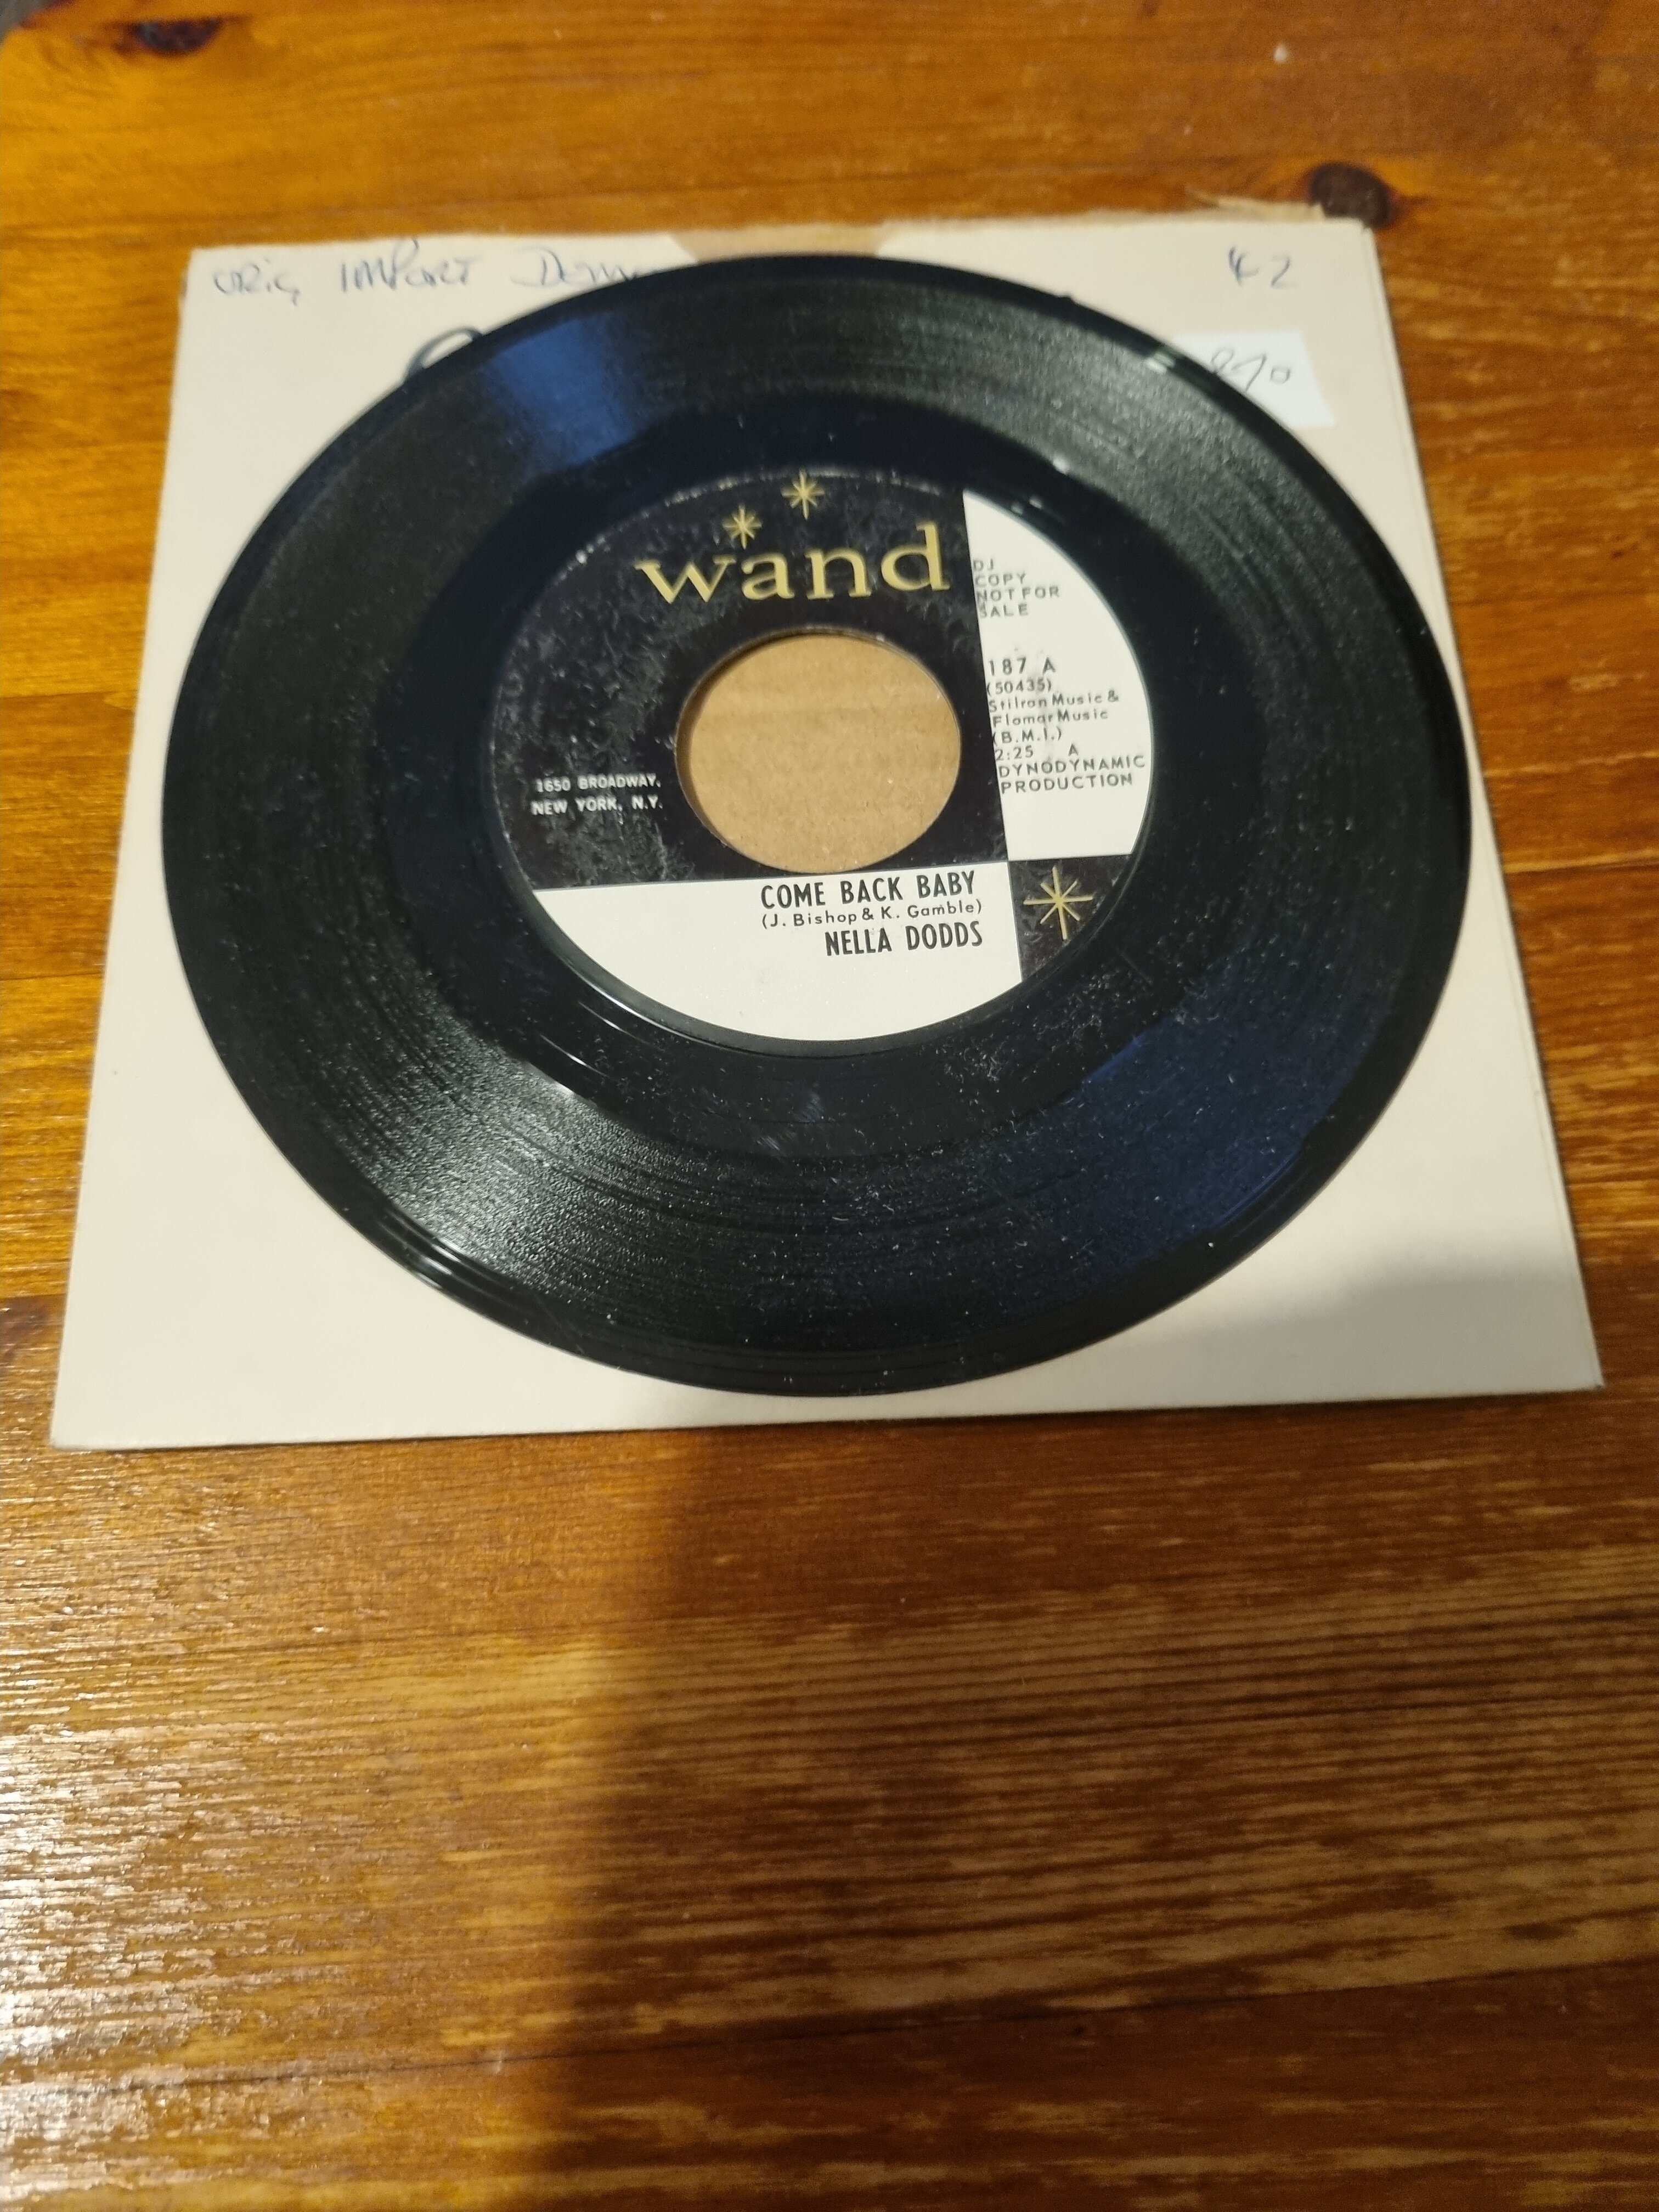 ORIG IMPORT
£2
wand
DJ
COPY
NOT FOR
SALE
187 A
(50435)
Stilran Music &
Flomar Music
(B.M.I.)
2:25 A
DYNODYNAMIC
PRODUCTION
1650 BROADWAY,
NEW YORK, N.Y.
COME BACK BABY
(J. Bishop & K. Gamble)
NELLA DODDS